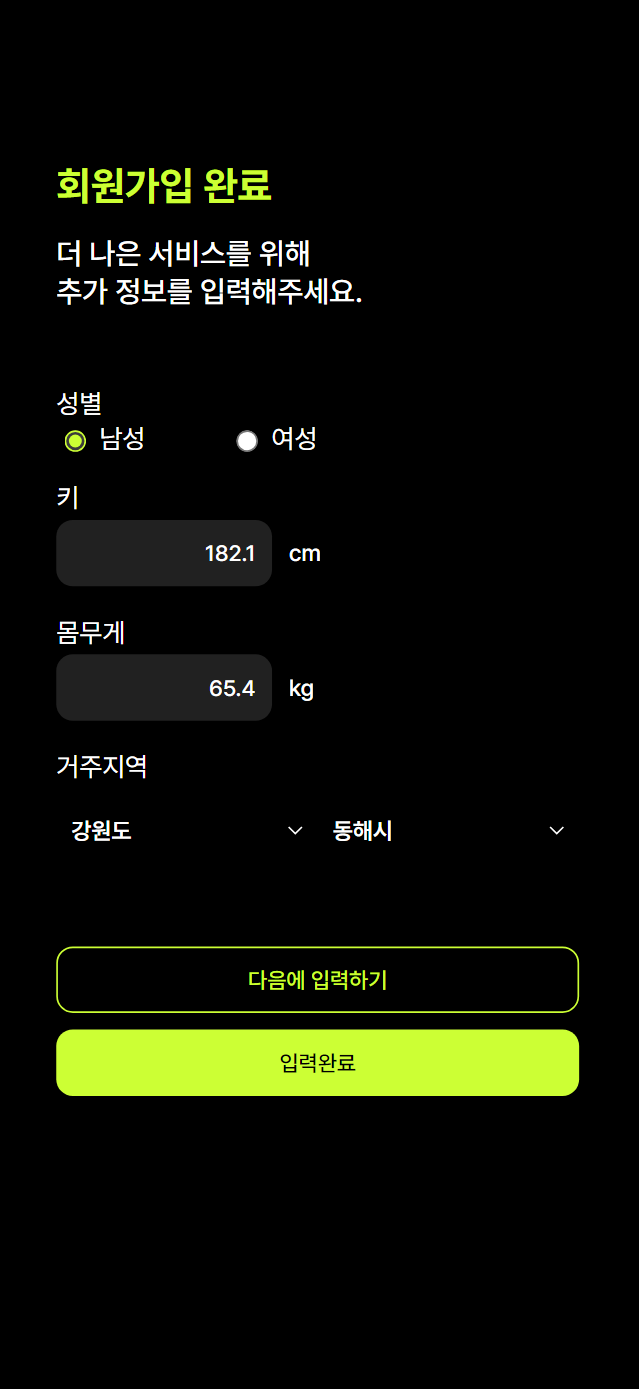 회원가입 완료
더 나은 서비스를 위해
추가 정보를 입력해주세요.
성별
남성 여성
키
182.1 cm
몸무게
65.4 kg
거주지역
강원도 동해시
다음에 입력하기
입력완료